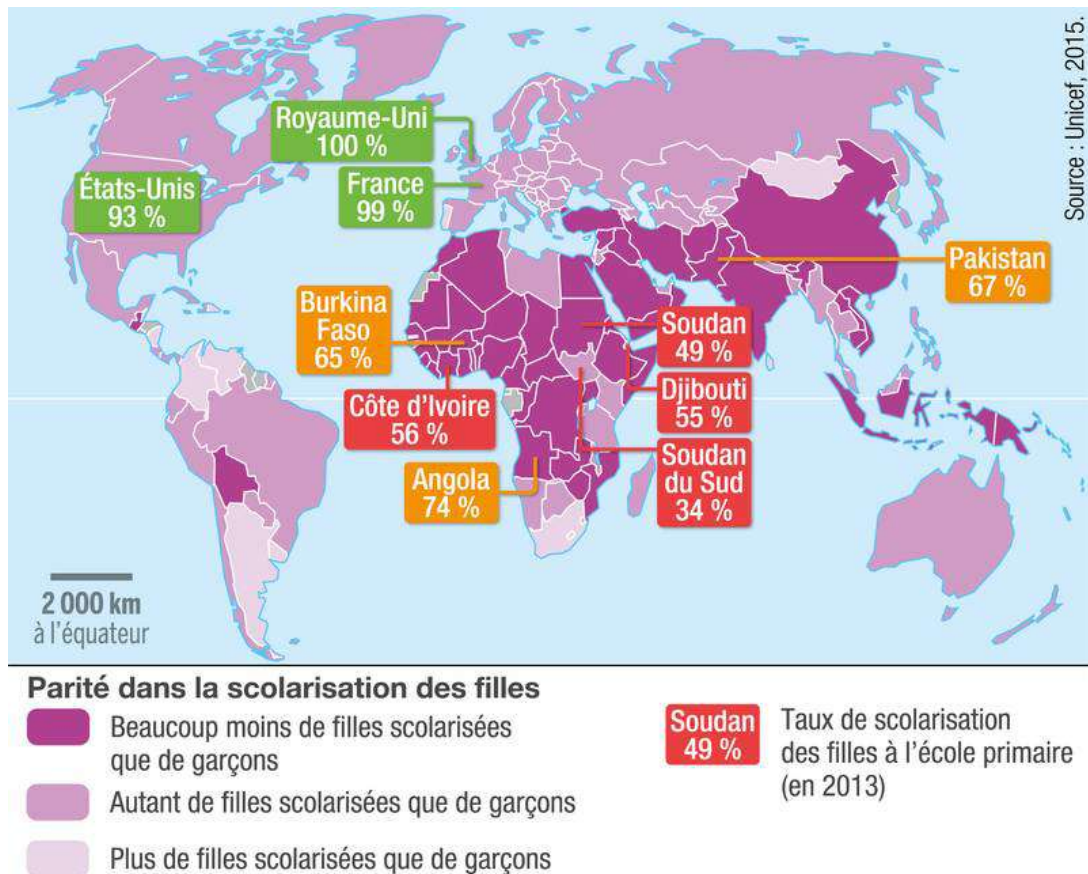 Source : Unicef, 2015.
Royaume-Uni
100 %
États-Unis
93 %
France
99 %
Pakistan
67 %
Burkina
Faso
65 %
Soudan
49 %
Côte d'Ivoire
56 %
Djibouti
55 %
Angola
74 %
Soudan
du Sud
34 %
2 000 km
à l'équateur
Parité dans la scolarisation des filles
Beaucoup moins de filles scolarisées
que de garçons
Autant de filles scolarisées que de garçons
Plus de filles scolarisées que de garçons
Soudan
49 %
Taux de scolarisation
des filles à l'école primaire
(en 2013)